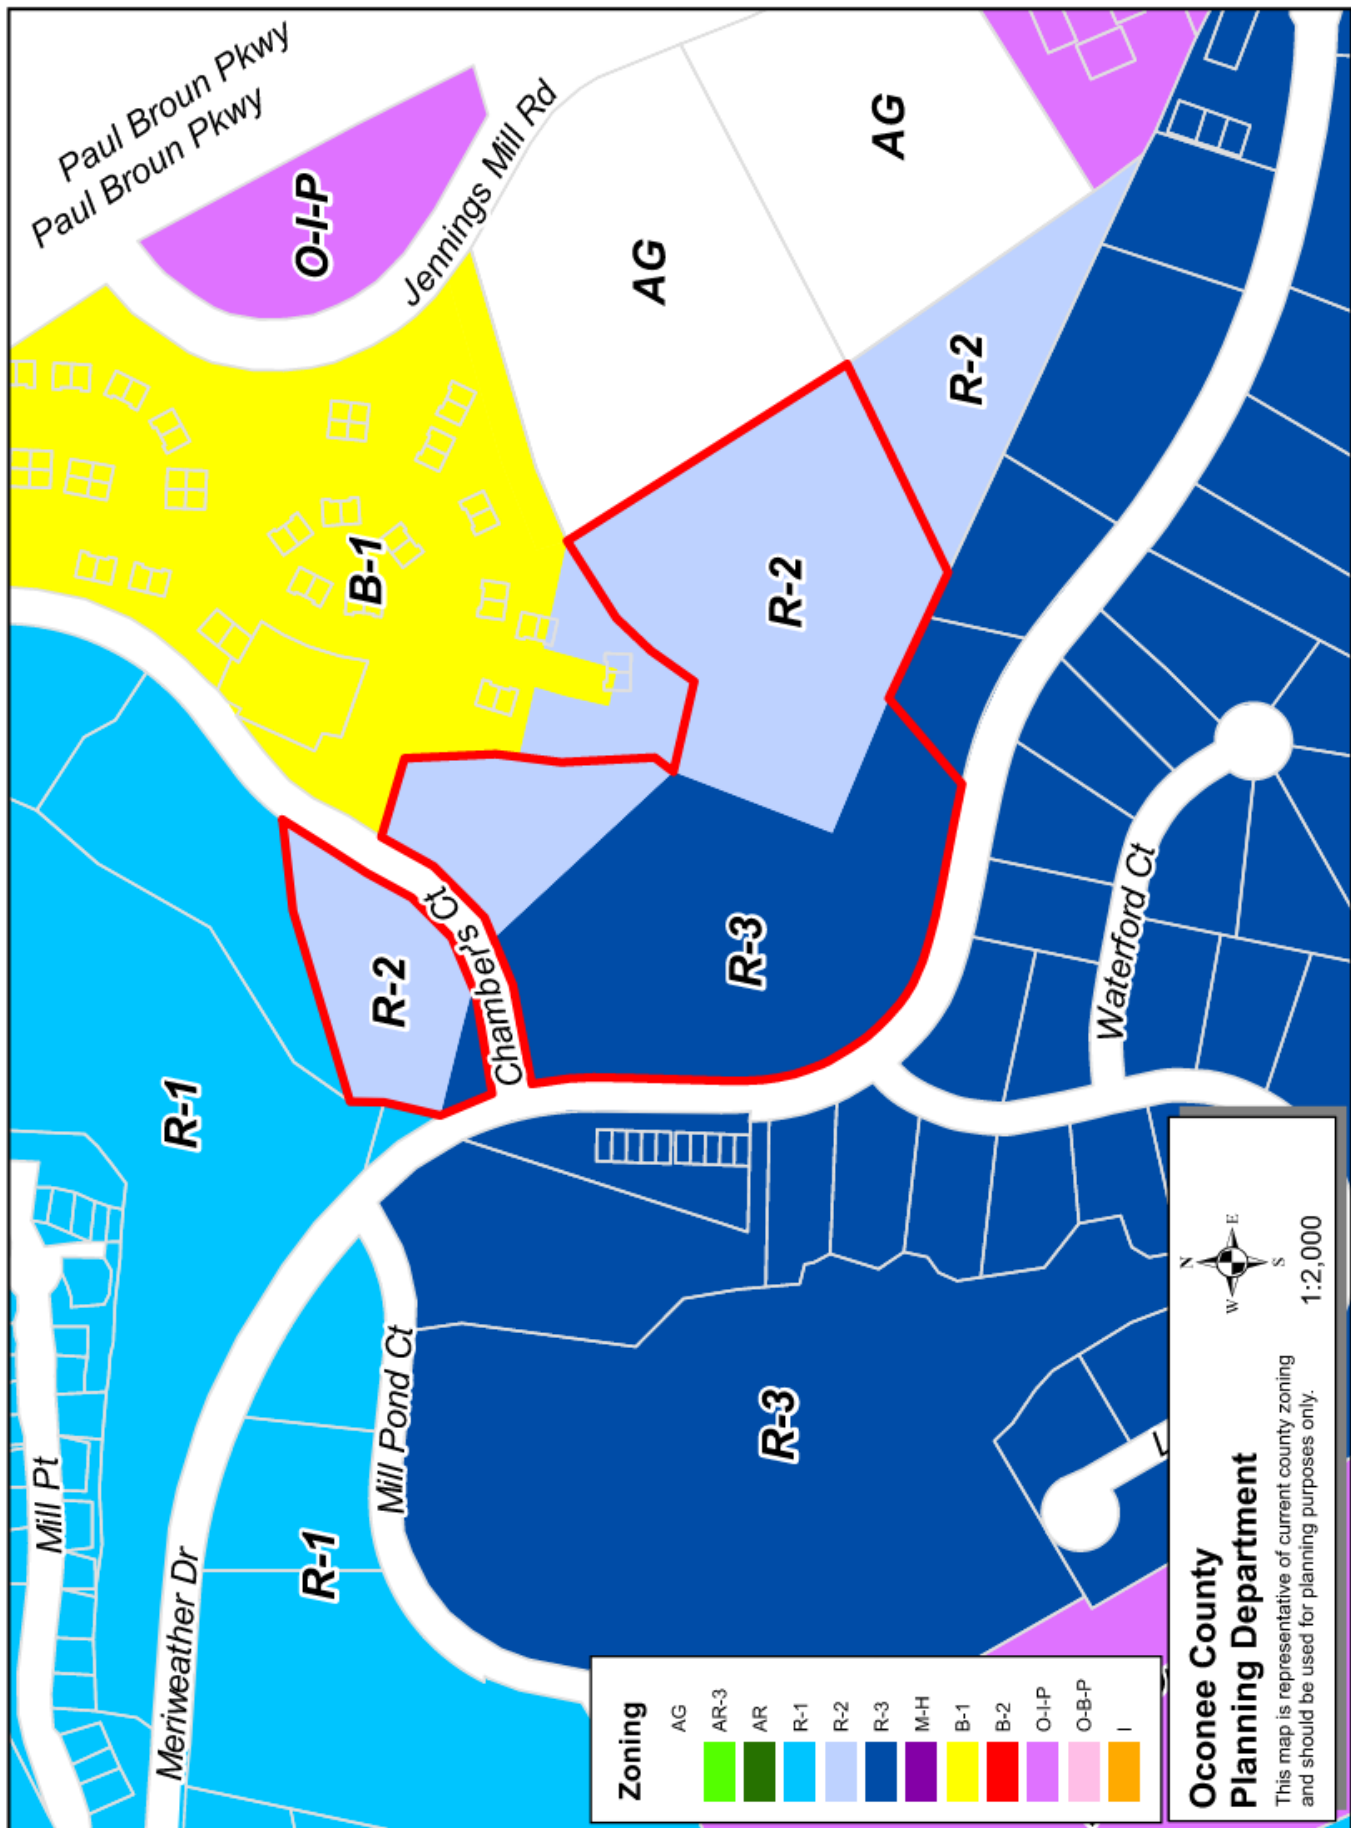 Paul Broun Pkwy
Paul Broun Pkwy
O-I-P
Jennings Mill Rd
AG
AG
B-1
R-2
R-2
R-2
Chamber's Ct
R-3
R-1
Waterford Ct
Mill Pt
Meriweather Dr
R-1
Mill Pond Ct
R-3
L
Zoning
AG
AR-3
AR
R-1
R-2
R-3
M-H
B-1
B-2
O-I-P
O-B-P
I
Oconee County
Planning Department
This map is representative of current county zoning
and should be used for planning purposes only.
N
W
E
S
1:2,000